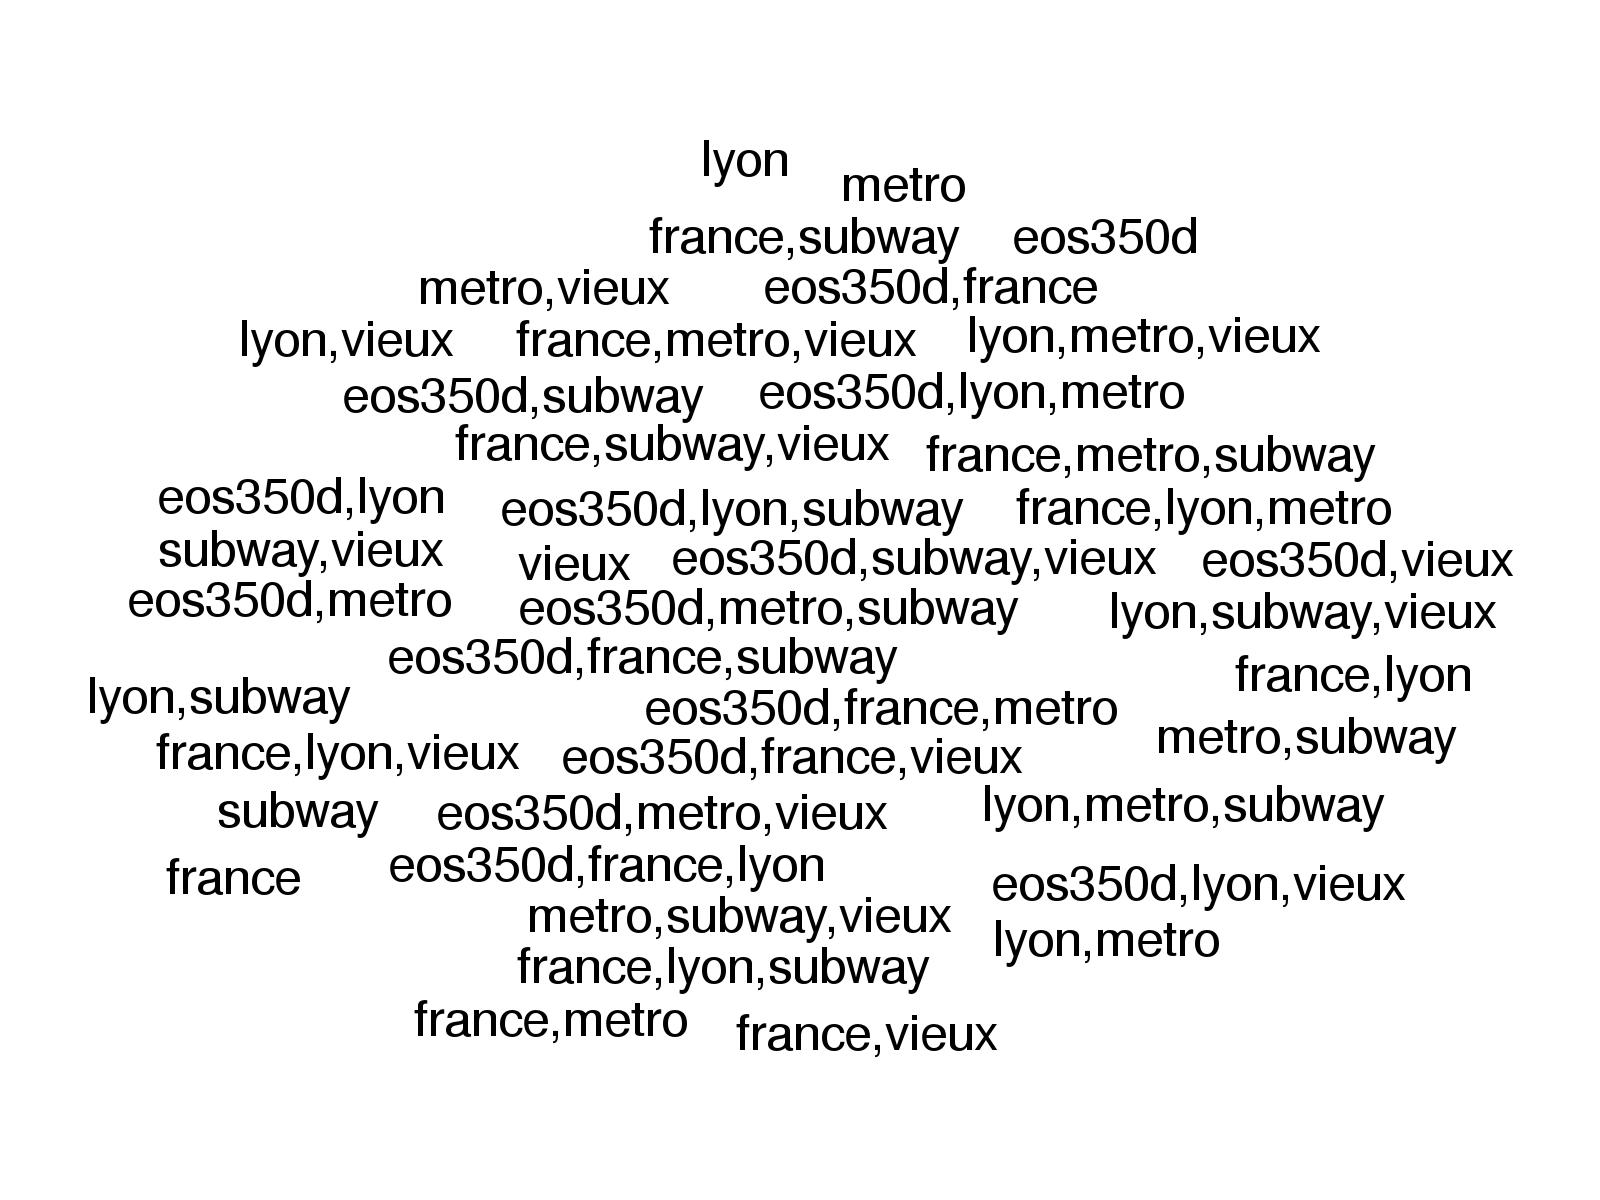 lyon
metro
france,subway eos350d
metro,vieux eos350d,france
lyon,vieux france,metro,vieux lyon,metro,vieux
eos350d,subway eos350d,lyon,metro
france,subway,vieux france,metro,subway
eos350d,lyon eos350d,lyon,subway france,lyon,metro
subway,vieux vieux eos350d,subway,vieux eos350d,vieux
eos350d,metro eos350d,metro,subway lyon,subway,vieux
eos350d,france,subway france,lyon
lyon,subway eos350d,france,metro
metro,subway
france,lyon,vieux eos350d,france,vieux
subway eos350d,metro,vieux lyon,metro,subway
france eos350d,france,lyon eos350d,lyon,vieux
metro,subway,vieux lyon,metro
france,lyon,subway
france,metro france,vieux